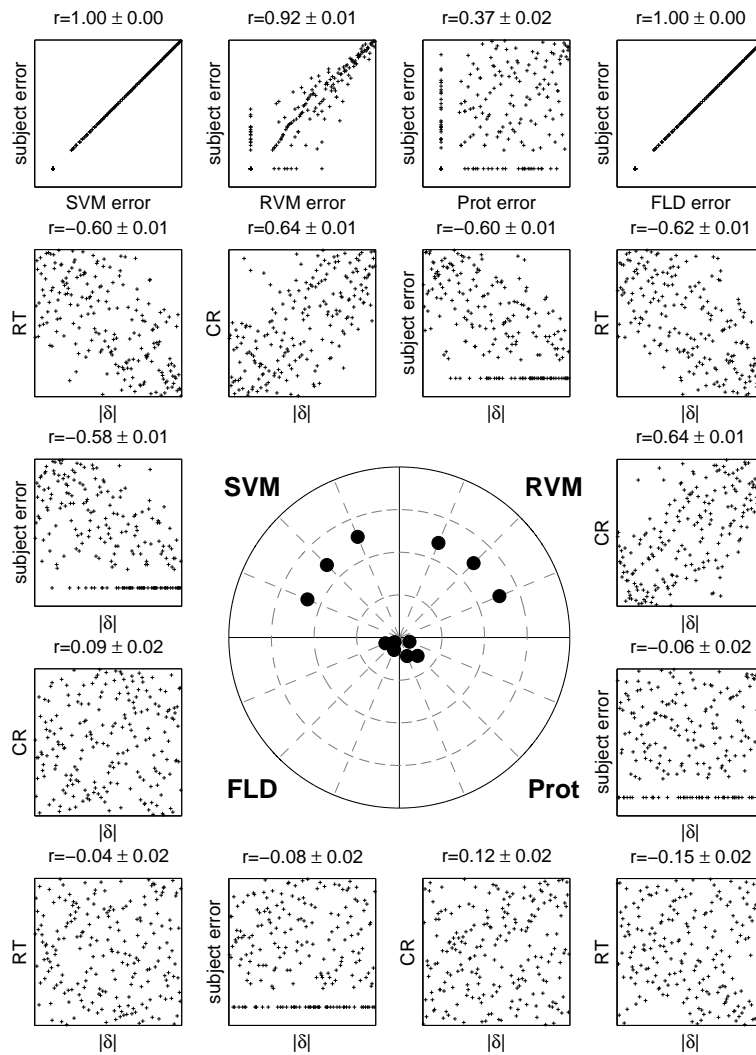 r=1.00 ± 0.00
r=0.92 ± 0.01
r=0.37 ± 0.02
r=1.00 ± 0.00
subject error
subject error
subject error
subject error
SVM error
RVM error
Prot error
FLD error
r=−0.60 ± 0.01
r=0.64 ± 0.01
r=−0.60 ± 0.01
r=−0.62 ± 0.01
RT
CR
subject error
RT
|δ|
|δ|
|δ|
|δ|
r=−0.58 ± 0.01
r=0.64 ± 0.01
subject error
SVM
RVM
CR
|δ|
|δ|
r=0.09 ± 0.02
r=−0.06 ± 0.02
CR
FLD
Prot
subject error
|δ|
|δ|
r=−0.04 ± 0.02
r=−0.08 ± 0.02
r=0.12 ± 0.02
r=−0.15 ± 0.02
RT
subject error
CR
RT
|δ|
|δ|
|δ|
|δ|